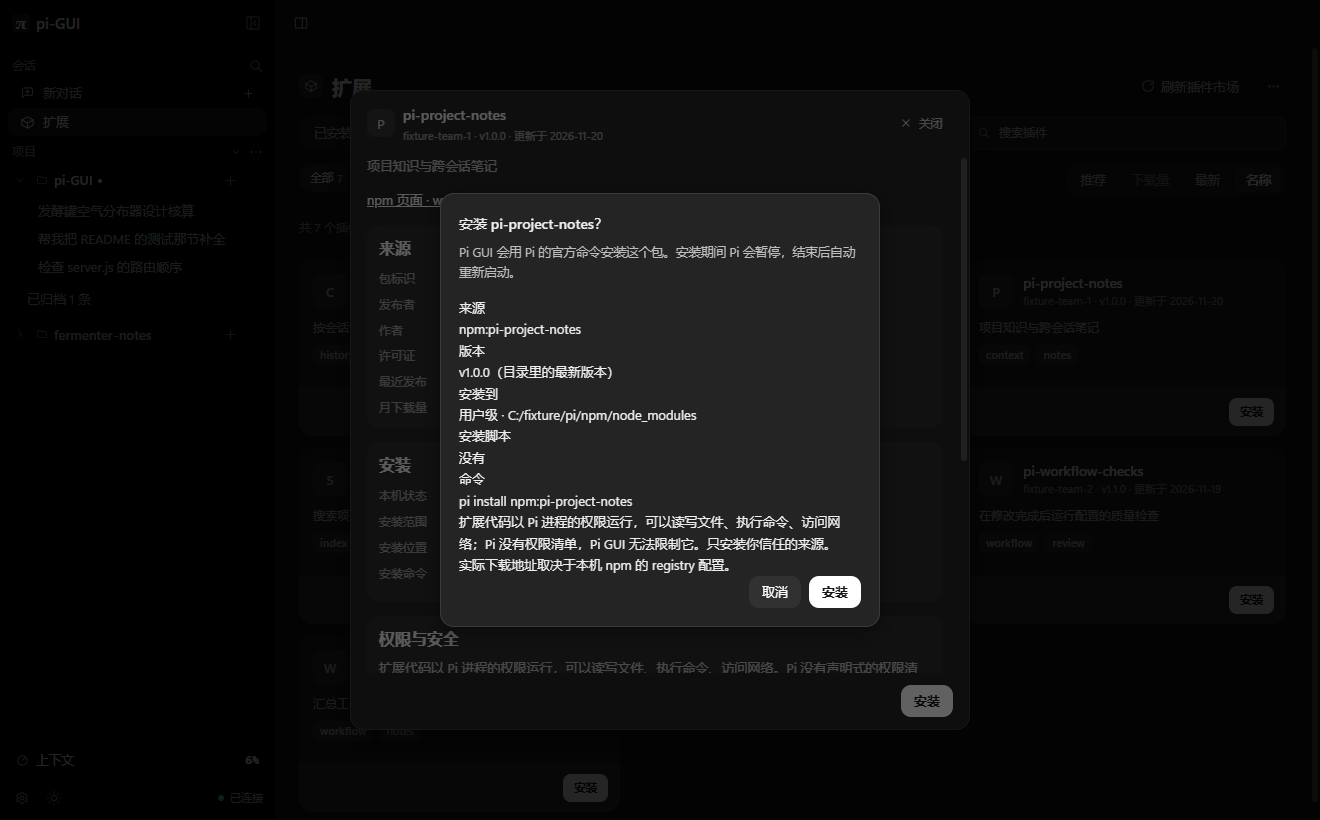 π pi-GUI
会话
新对话
扩展
项目
pi-GUI •
发酵罐空气分布器设计核算
帮我把 README 的测试那节补全
检查 server.js 的路由顺序
已归档 1 条
fermenter-notes
上下文 6%
已连接
扩展
刷新插件市场
已安装
搜索插件
全部 7
推荐 下载量 最新 名称
共 7 个插
P
pi-project-notes
fixture-team-1 · v1.0.0 · 更新于 2026-11-20
关闭
项目知识与跨会话笔记
npm 页面 · w
来源
包标识
发布者
作者
许可证
最近发布
月下载量
安装
本机状态
安装范围
安装位置
安装命令
权限与安全
扩展代码以 Pi 进程的权限运行，可以读写文件、执行命令、访问网络。Pi 没有声明式的权限清
安装
安装 pi-project-notes？
Pi GUI 会用 Pi 的官方命令安装这个包。安装期间 Pi 会暂停，结束后自动
重新启动。
来源
npm:pi-project-notes
版本
v1.0.0（目录里的最新版本）
安装到
用户级 · C:/fixture/pi/npm/node_modules
安装脚本
没有
命令
pi install npm:pi-project-notes
扩展代码以 Pi 进程的权限运行，可以读写文件、执行命令、访问网
络；Pi 没有权限清单，Pi GUI 无法限制它。只安装你信任的来源。
实际下载地址取决于本机 npm 的 registry 配置。
取消 安装
C
按会话
histor
P
pi-project-notes
fixture-team-1 · v1.0.0 · 更新于 2026-11-20
项目知识与跨会话笔记
context notes
安装
S
搜索项
index
W
pi-workflow-checks
fixture-team-2 · v1.1.0 · 更新于 2026-11-19
在修改完成后运行配置的质量检查
workflow review
安装
W
汇总工
workflow notes
安装